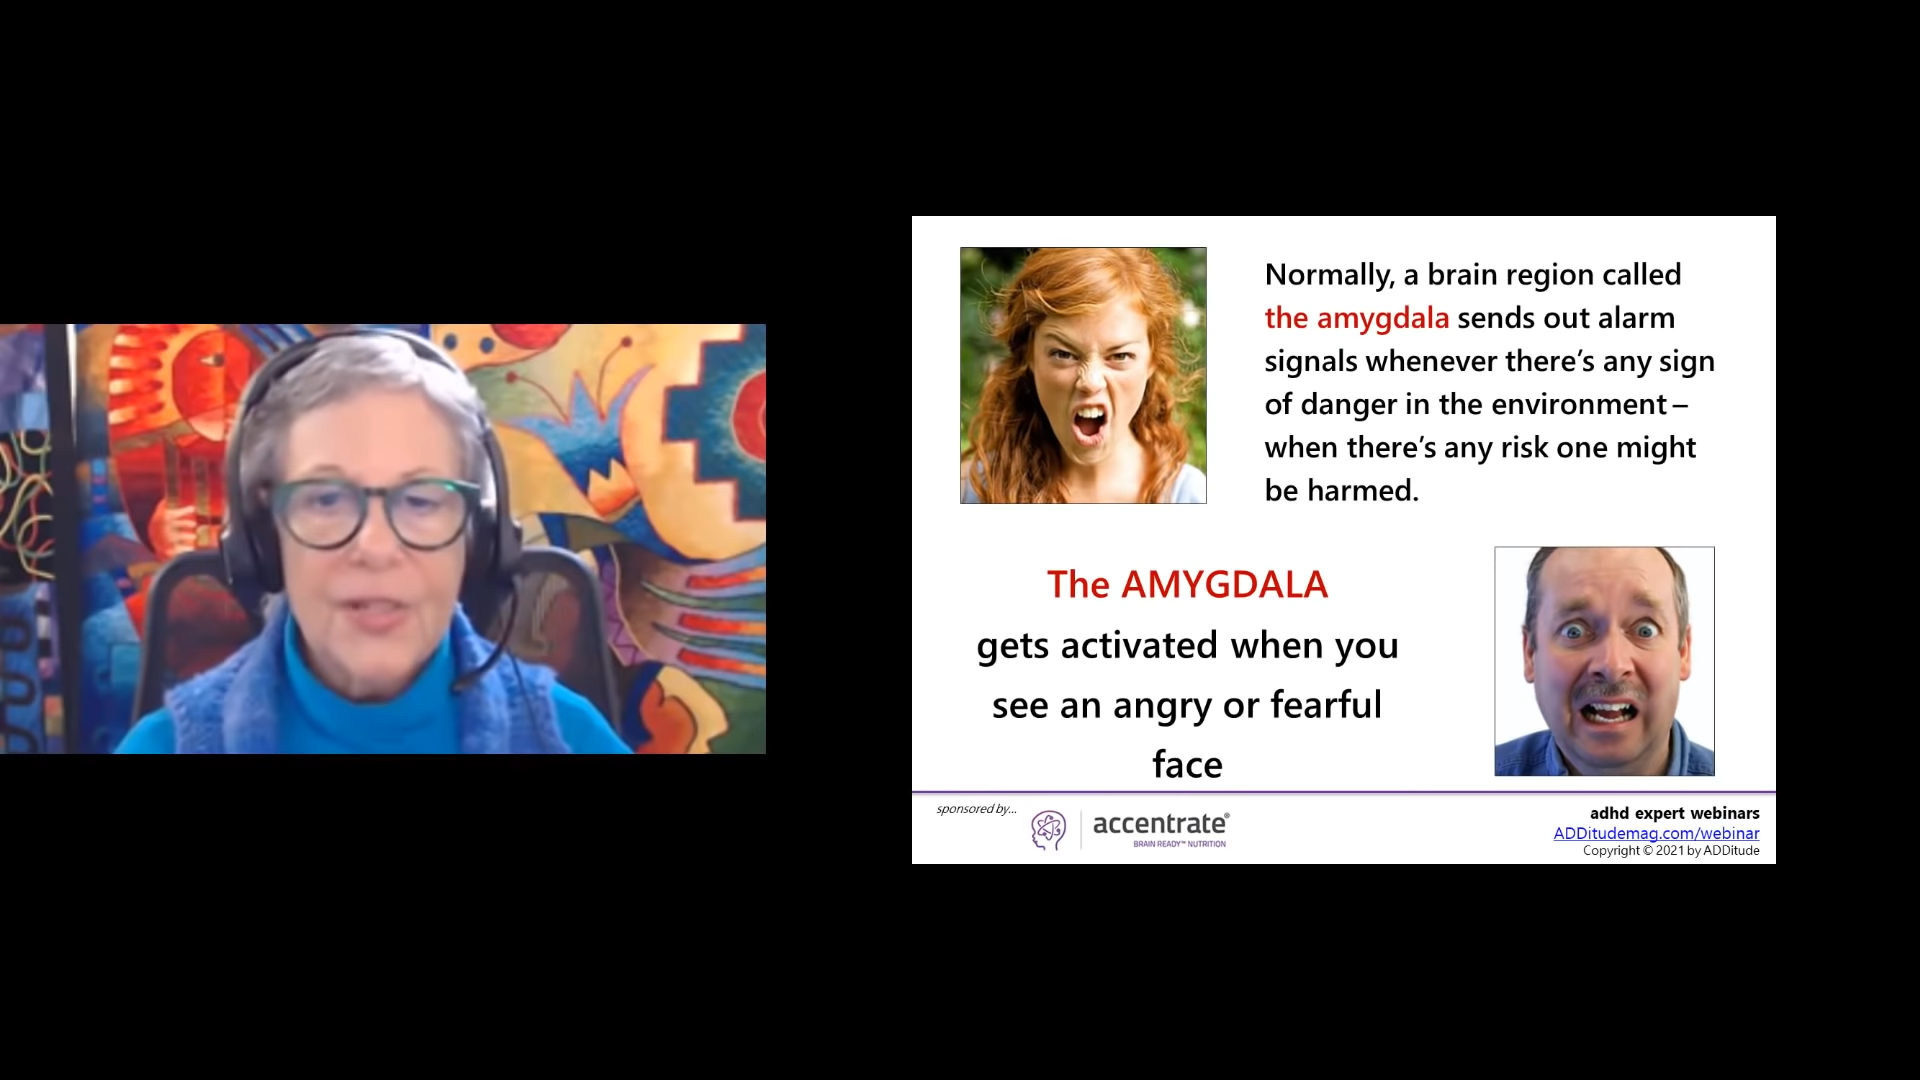 Normally, a brain region called
the amygdala sends out alarm
signals whenever there’s any sign
of danger in the environment –
when there’s any risk one might
be harmed.
The AMYGDALA
gets activated when you
see an angry or fearful
face
sponsored by...
accentrate®
BRAIN READY™ NUTRITION
adhd expert webinars
ADDitudemag.com/webinar
Copyright © 2021 by ADDitude